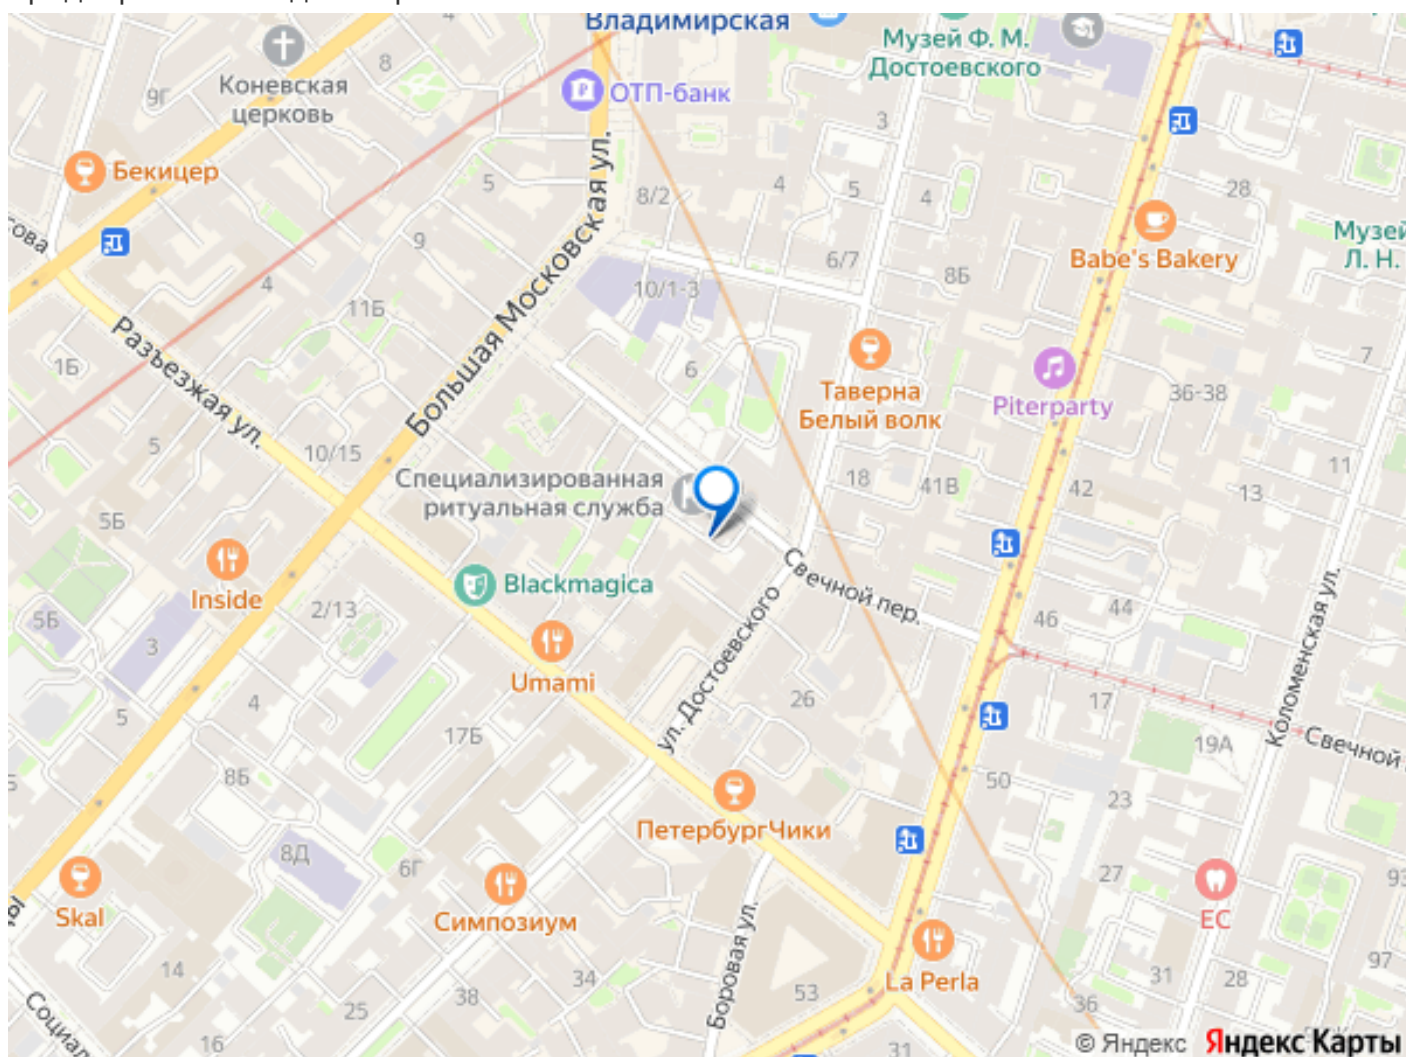 Владимирская
Музей Ф. М.
Достоевского
Коневская
церковь
8
9Г
ОТП-банк
3
Бекицер
5
8/2
4
5
4
28
Музей
Л. Н.
9
Babe's Bakery
6/7
8Б
4
10/1-3
11Б
Большая Московская ул.
Разъезжая ул.
1Б
6
7
Таверна
Белый волк
Piterparty
36-38
5
10/15
Специализированная
ритуальная служба
18
41В
42
11
13
5Б
Inside
Blackmagica
Свечной пер.
2/13
5Б
3
46
44
Коломенская ул.
Umami
ул. Достоевского
26
17
4
5
17Б
19А
Свечной
8Б
50
23
ПетербургЧики
8Д
6Г
27
93
Skal
Симпозиум
ЕС
Боровая ул.
La Perla
14
34
38
25
53
31
28
97
36
16
31
© Яндекс Яндекс Карты